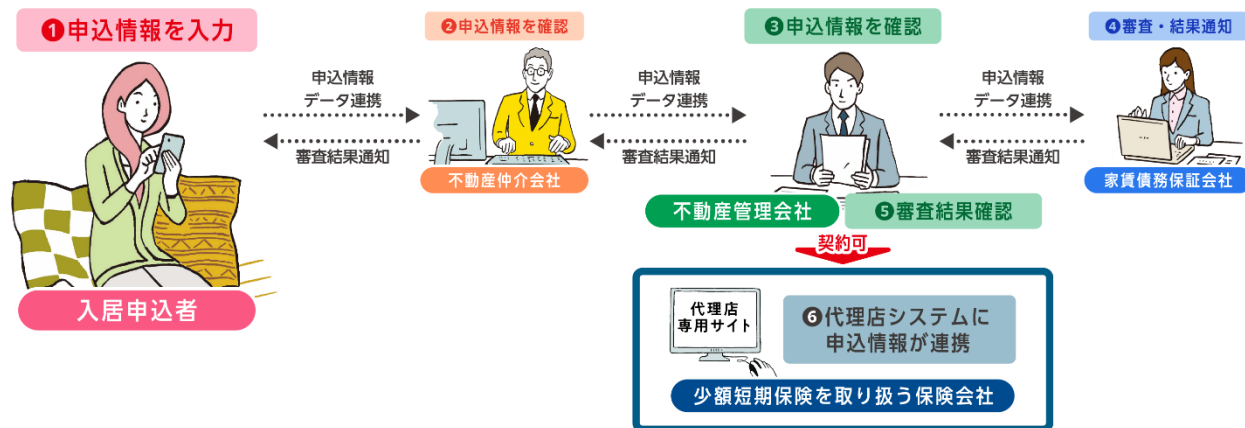 ❶申込情報を入力
❷申込情報を確認
❸申込情報を確認
❹審査・結果通知
申込情報
データ連携
審査結果通知
申込情報
データ連携
審査結果通知
申込情報
データ連携
審査結果通知
不動産仲介会社
家賃債務保証会社
不動産管理会社
❺審査結果確認
契約可
入居申込者
代理店
専用サイト
❻代理店システムに
申込情報が連携
少額短期保険を取り扱う保険会社